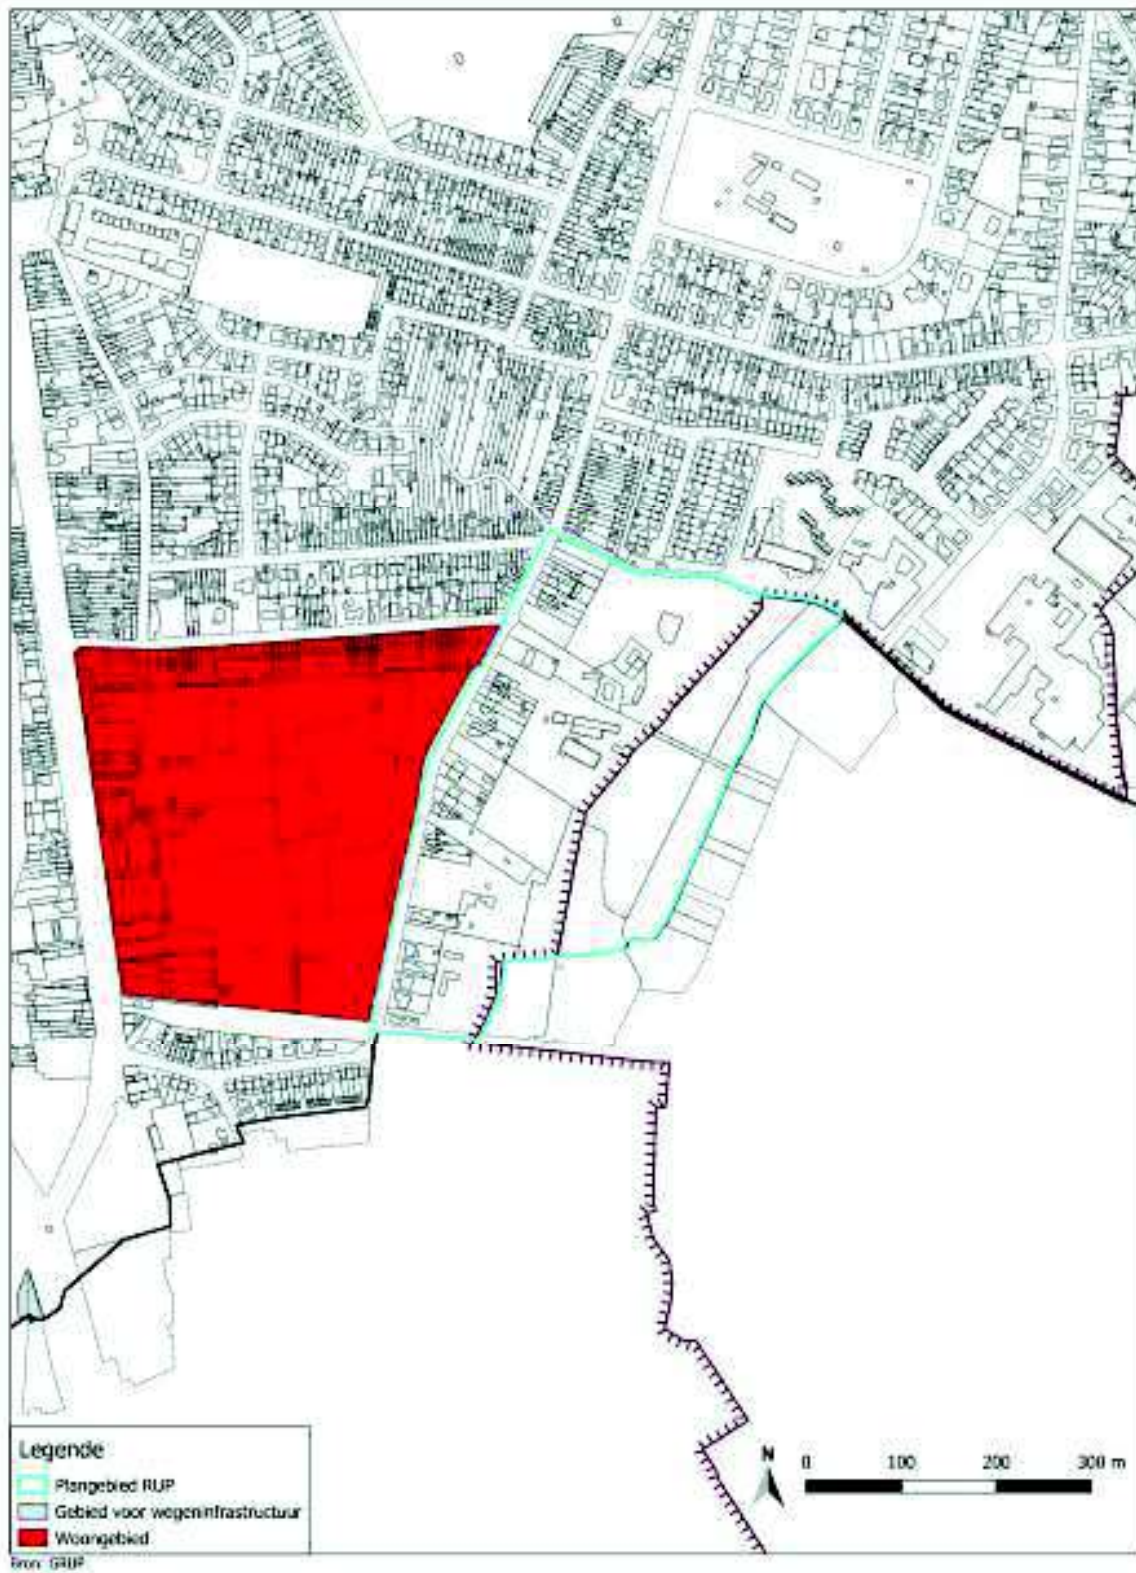 N
0 100 200 300 m
Legende
Plangebied RUP
Gebied voor wegeninfrastructuur
Woongebied
Bron: GRUP